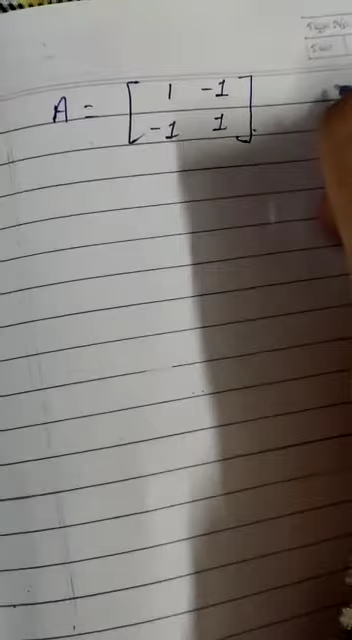 A = [ 1 -1
-1 1 ]